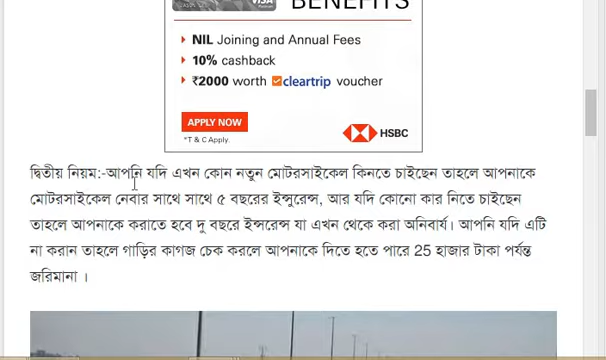 BENEFITS
NIL Joining and Annual Fees
10% cashback
₹2000 worth cleartrip voucher
APPLY NOW
HSBC
*T & C Apply.
দ্বিতীয় নিয়ম:-আপনি যদি এখন কোন নতুন মোটরসাইকেল কিনতে চাইছেন তাহলে আপনাকে
মোটরসাইকেল নেবার সাথে সাথে ৫ বছরের ইন্সুরেন্স, আর যদি কোনো কার নিতে চাইছেন
তাহলে আপনাকে করাতে হবে দু বছরে ইন্সরেন্স যা এখন থেকে করা অনিবার্য। আপনি যদি এটি
না করান তাহলে গাড়ির কাগজ চেক করলে আপনাকে দিতে হতে পারে 25 হাজার টাকা পর্যন্ত
জরিমানা ।